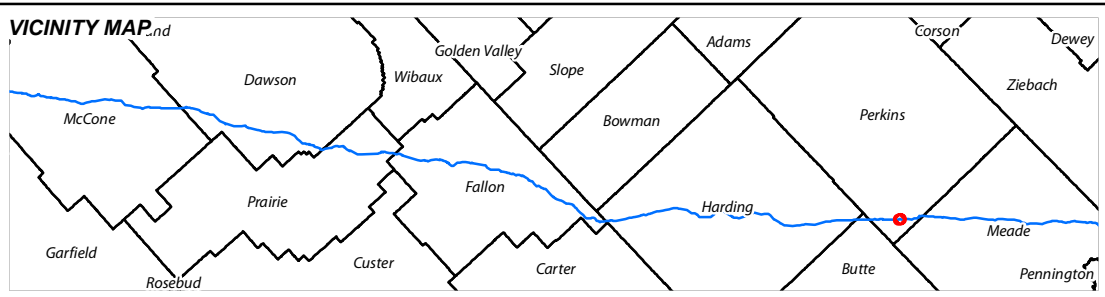 VICINITY MAP
Corson
Adams
Dewey
Golden Valley
Slope
Wibaux
Dawson
Ziebach
Perkins
McCone
Bowman
Fallon
Prairie
Harding
Meade
Garfield
Custer
Carter
Butte
Pennington
Rosebud